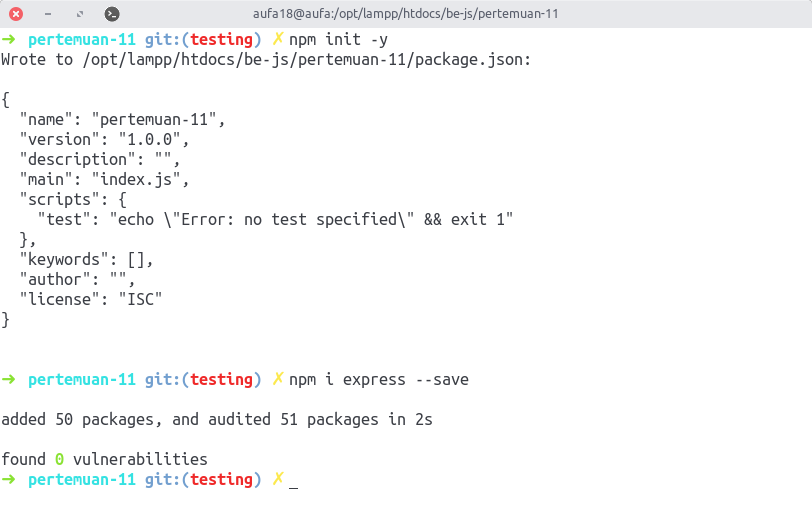 aufa18@aufa:/opt/lampp/htdocs/be-js/pertemuan-11
➜  pertemuan-11 git:(testing) ✗ npm init -y
Wrote to /opt/lampp/htdocs/be-js/pertemuan-11/package.json:

{
  "name": "pertemuan-11",
  "version": "1.0.0",
  "description": "",
  "main": "index.js",
  "scripts": {
    "test": "echo \"Error: no test specified\" && exit 1"
  },
  "keywords": [],
  "author": "",
  "license": "ISC"
}

➜  pertemuan-11 git:(testing) ✗ npm i express --save

added 50 packages, and audited 51 packages in 2s

found 0 vulnerabilities
➜  pertemuan-11 git:(testing) ✗ _